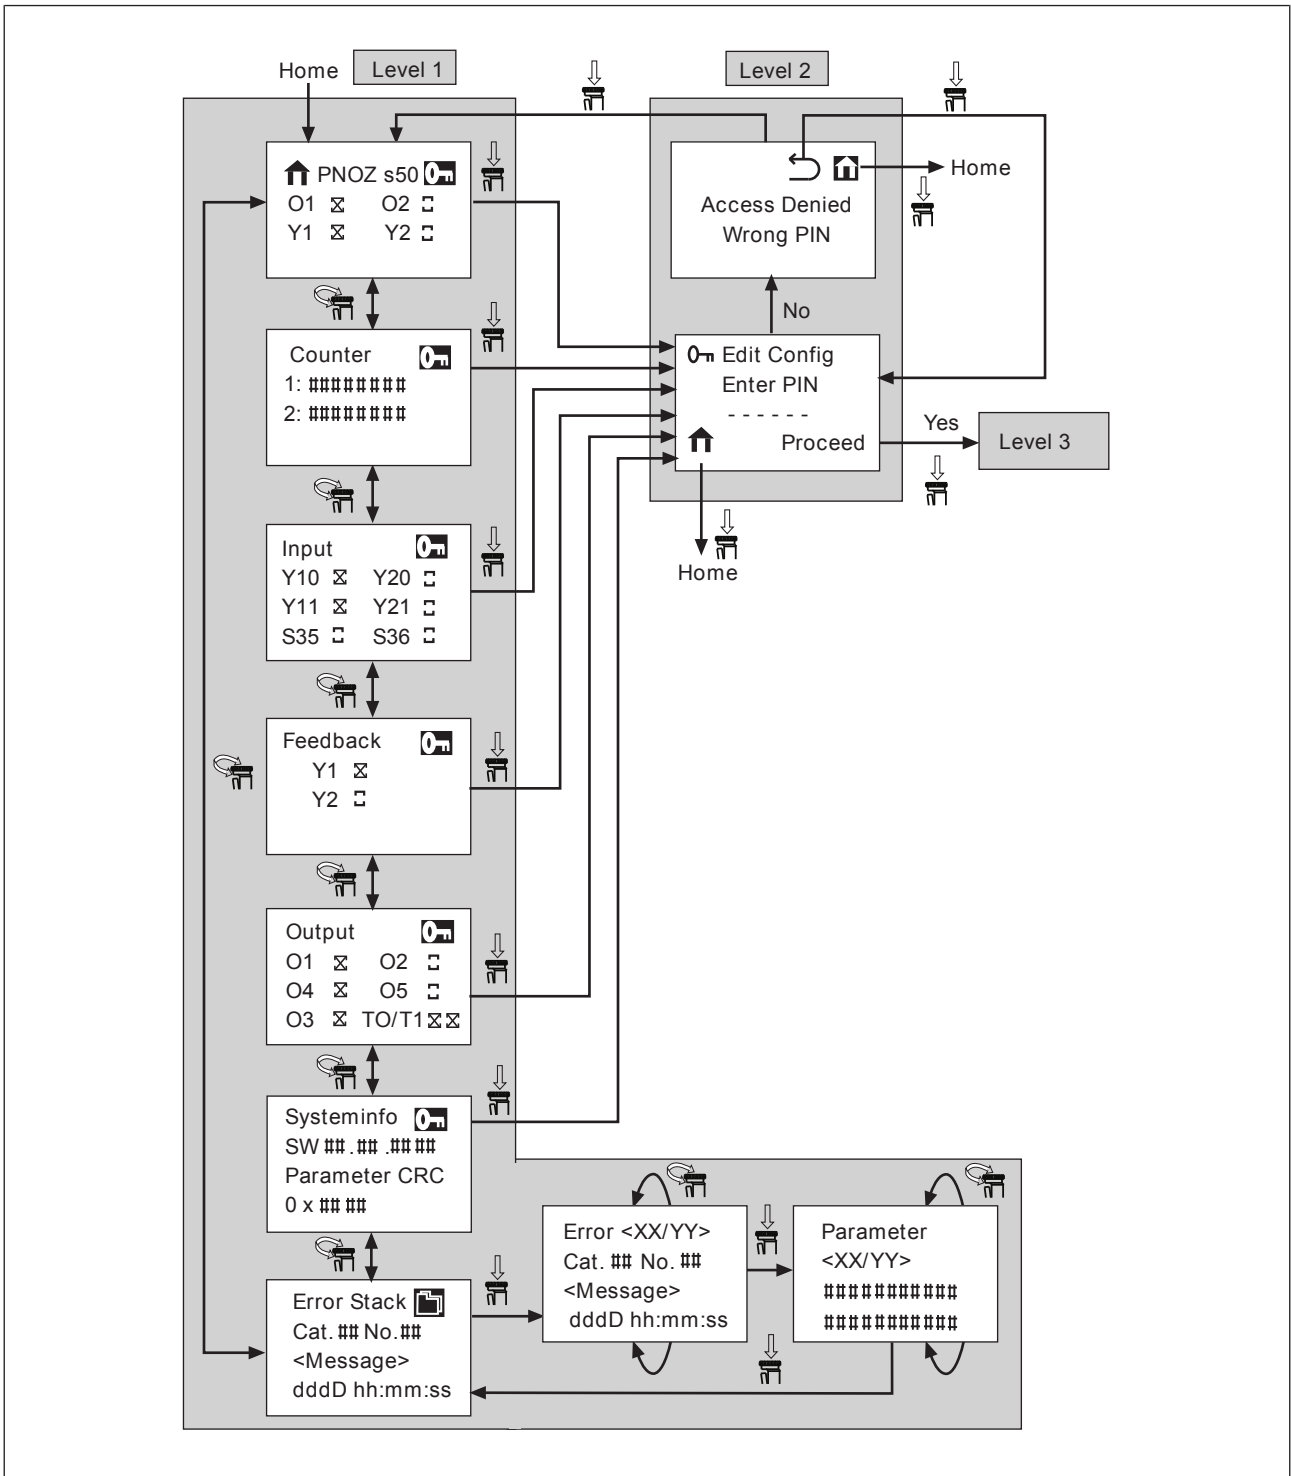 Home
Level 1
Level 2
PNOZ s50
O1 O2
Y1 Y2
Home
Access Denied
Wrong PIN
No
Counter
1: ########
2: ########
Edit Config
Enter PIN
- - - - - -
Proceed
Yes
Level 3
Home
Input
Y10 Y20
Y11 Y21
S35 S36
Feedback
Y1
Y2
Output
O1 O2
O4 O5
O3 TO/T1
Systeminfo
SW ##.##.####
Parameter CRC
0 x ## ##
Error Stack
Cat. ## No. ##
<Message>
dddD hh:mm:ss
Error <XX/YY>
Cat. ## No. ##
<Message>
dddD hh:mm:ss
Parameter
<XX/YY>
###########
###########